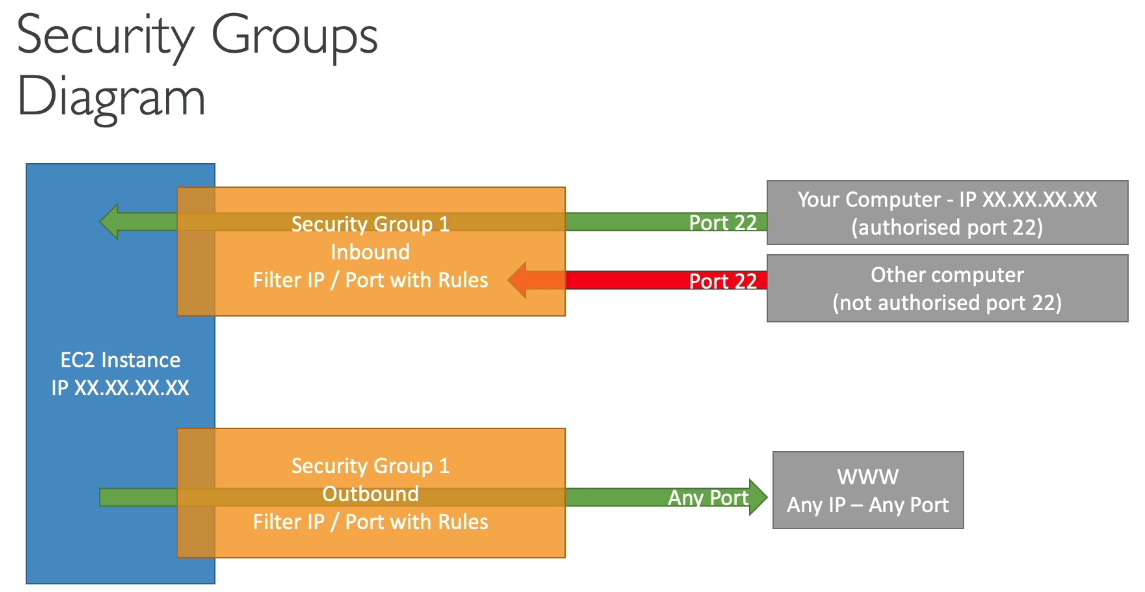 Security Groups
Diagram
Security Group 1
Inbound
Filter IP / Port with Rules
Port 22
Your Computer - IP XX.XX.XX.XX
(authorised port 22)
Port 22
Other computer
(not authorised port 22)
EC2 Instance
IP XX.XX.XX.XX
Security Group 1
Outbound
Filter IP / Port with Rules
Any Port
WWW
Any IP – Any Port